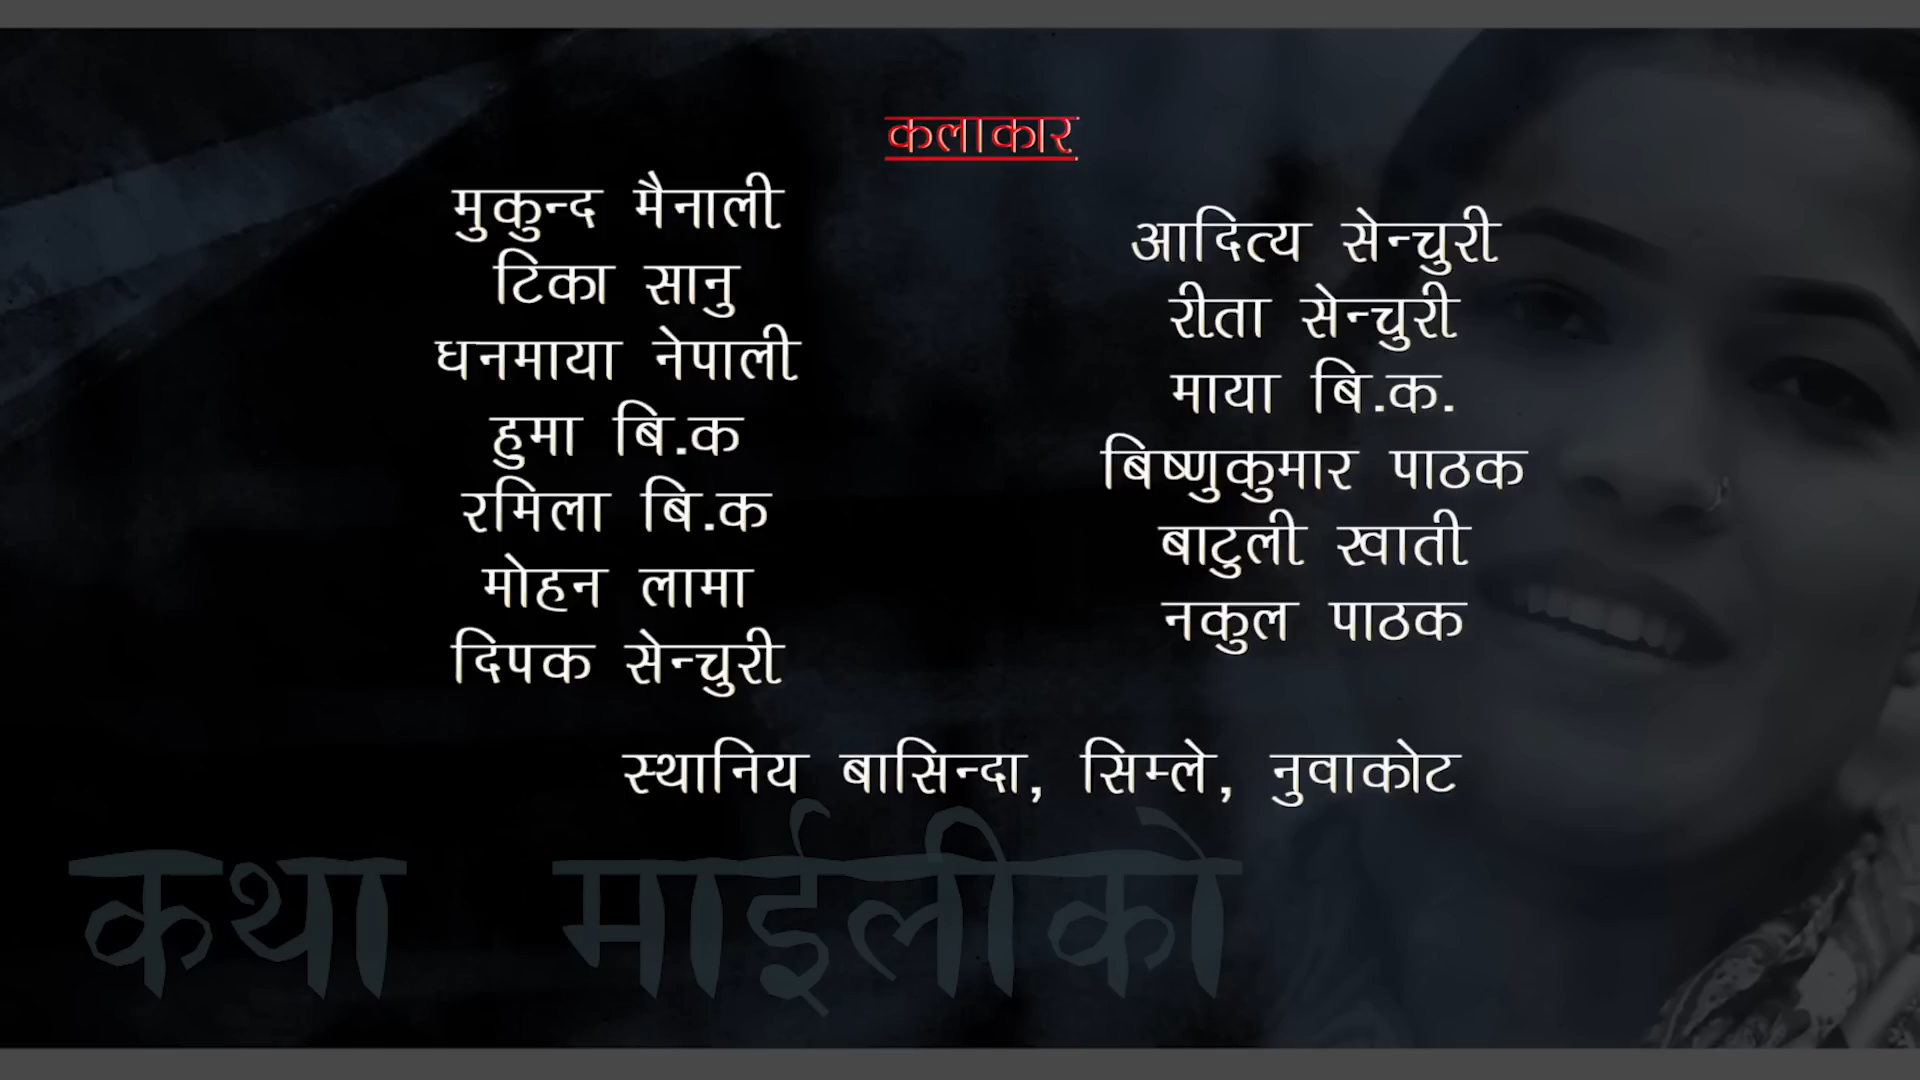 कलाकार
मुकुन्द मैनाली
टिका सानु
धनमाया नेपाली
हुमा बि.क
रमिला बि.क
मोहन लामा
दिपक सेन्चुरी
आदित्य सेन्चुरी
रीता सेन्चुरी
माया बि.क.
बिष्णुकुमार पाठक
बाटुली खाती
नकुल पाठक
स्थानिय बासिन्दा, सिम्ले, नुवाकोट
कथा माईलीको